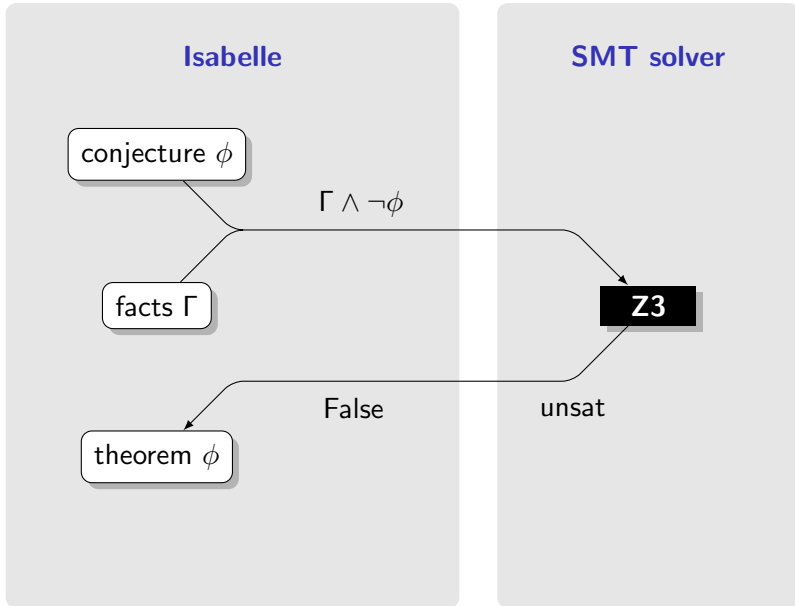 Isabelle
SMT solver
conjecture ϕ
Γ ∧ ¬ϕ
facts Γ
Z3
False
unsat
theorem ϕ